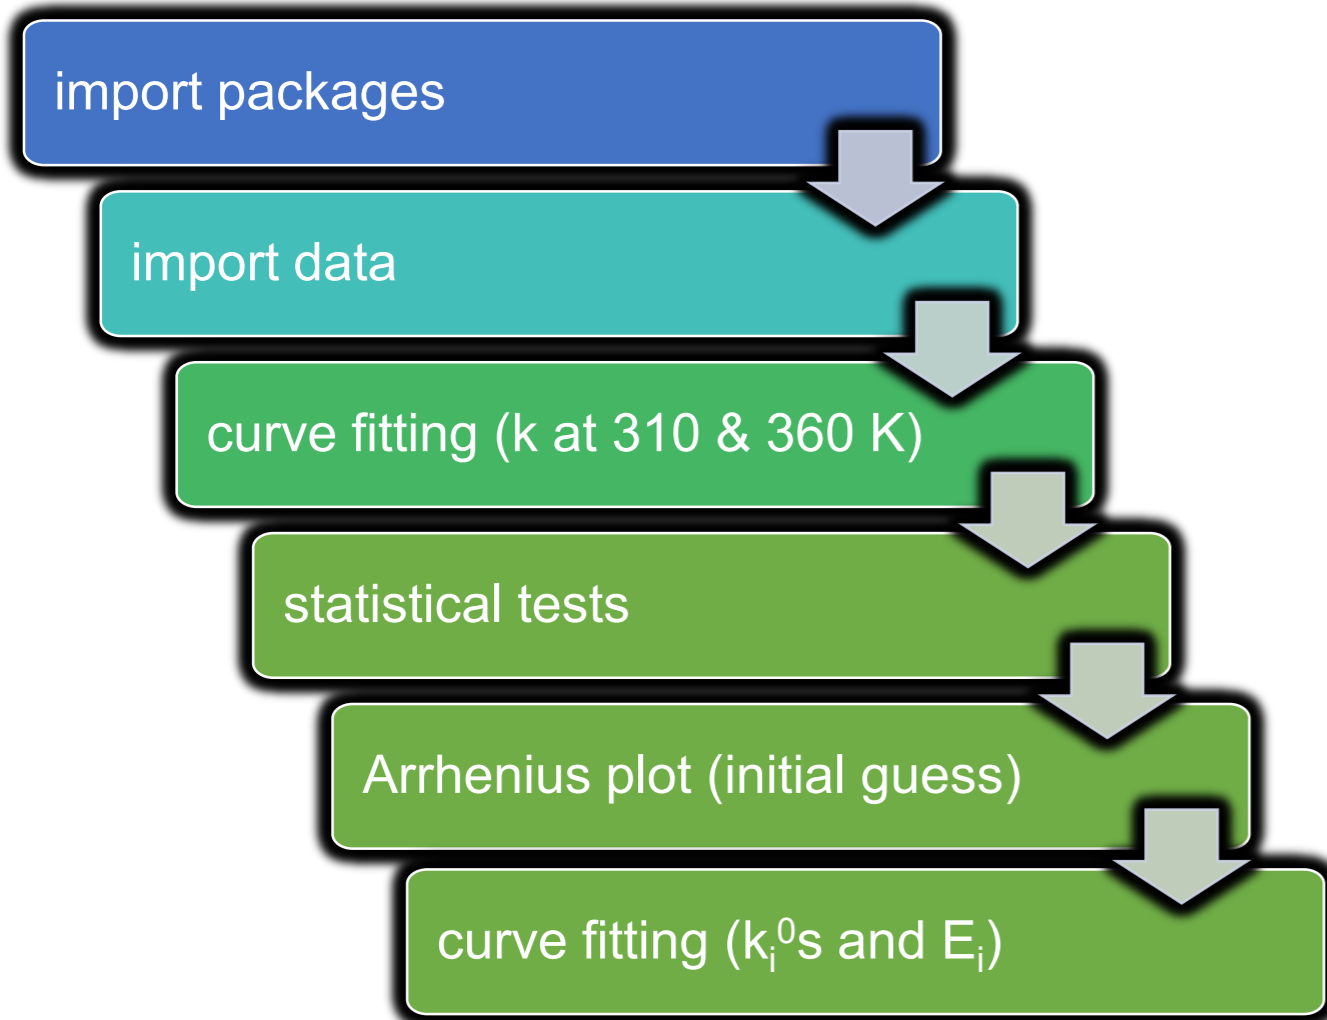 import packages
import data
curve fitting (k at 310 & 360 K)
statistical tests
Arrhenius plot (initial guess)
curve fitting (kᵢ⁰s and Eᵢ)